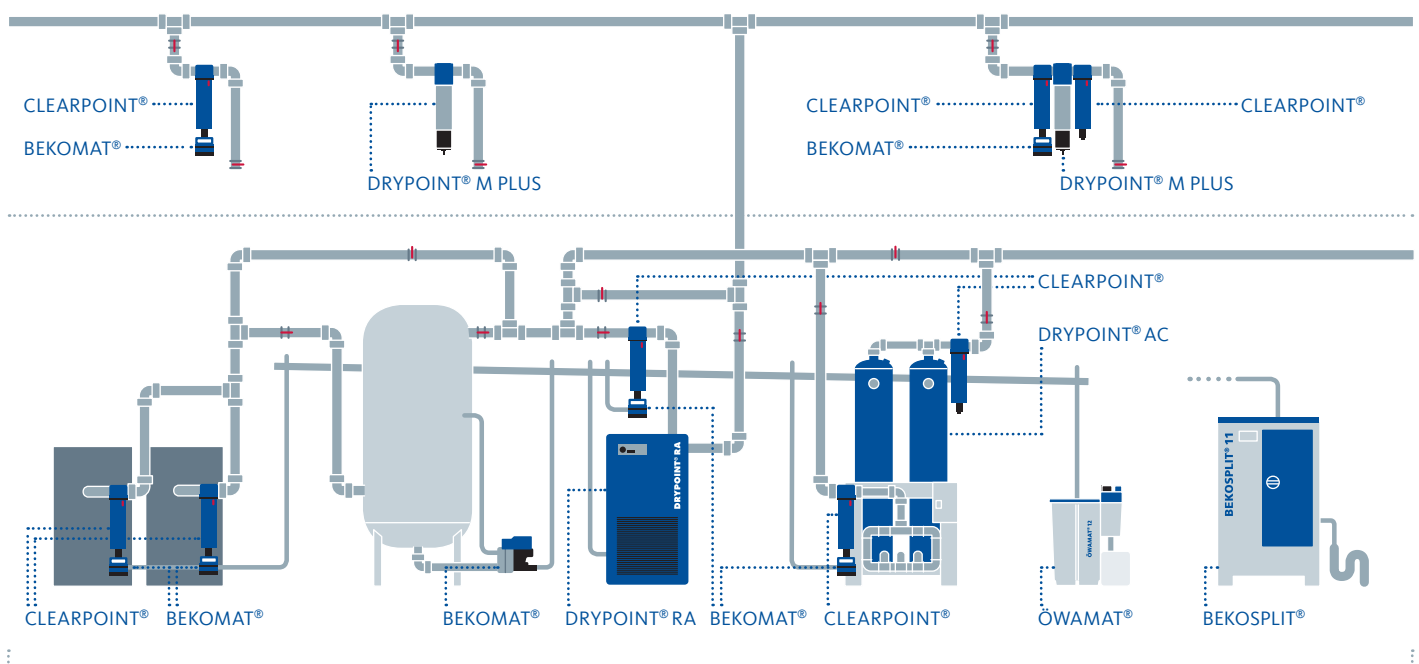 CLEARPOINT®
BEKOMAT®
DRYPOINT® M PLUS
CLEARPOINT®
CLEARPOINT®
BEKOMAT®
DRYPOINT® M PLUS
CLEARPOINT®
DRYPOINT® AC
DRYPOINT® RA
BEKOSPLIT® 11
ÖWAMAT® 12
CLEARPOINT®
BEKOMAT®
BEKOMAT®
DRYPOINT® RA
BEKOMAT®
CLEARPOINT®
ÖWAMAT®
BEKOSPLIT®